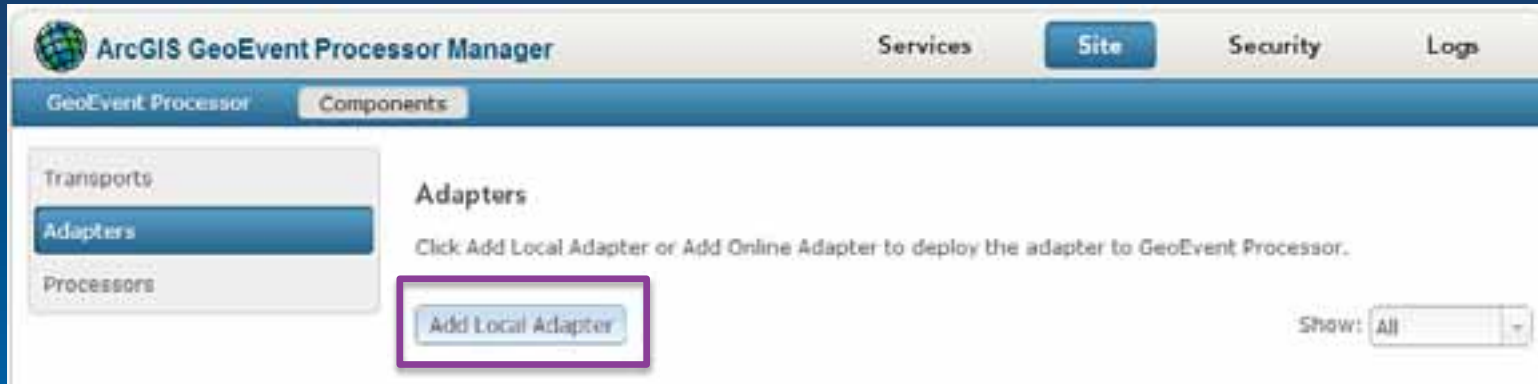 ArcGIS GeoEvent Processor Manager
Services Site Security Logs
GeoEvent Processor Components
Transports
Adapters
Processors
Adapters
Click Add Local Adapter or Add Online Adapter to deploy the adapter to GeoEvent Processor.
Add Local Adapter
Show: All